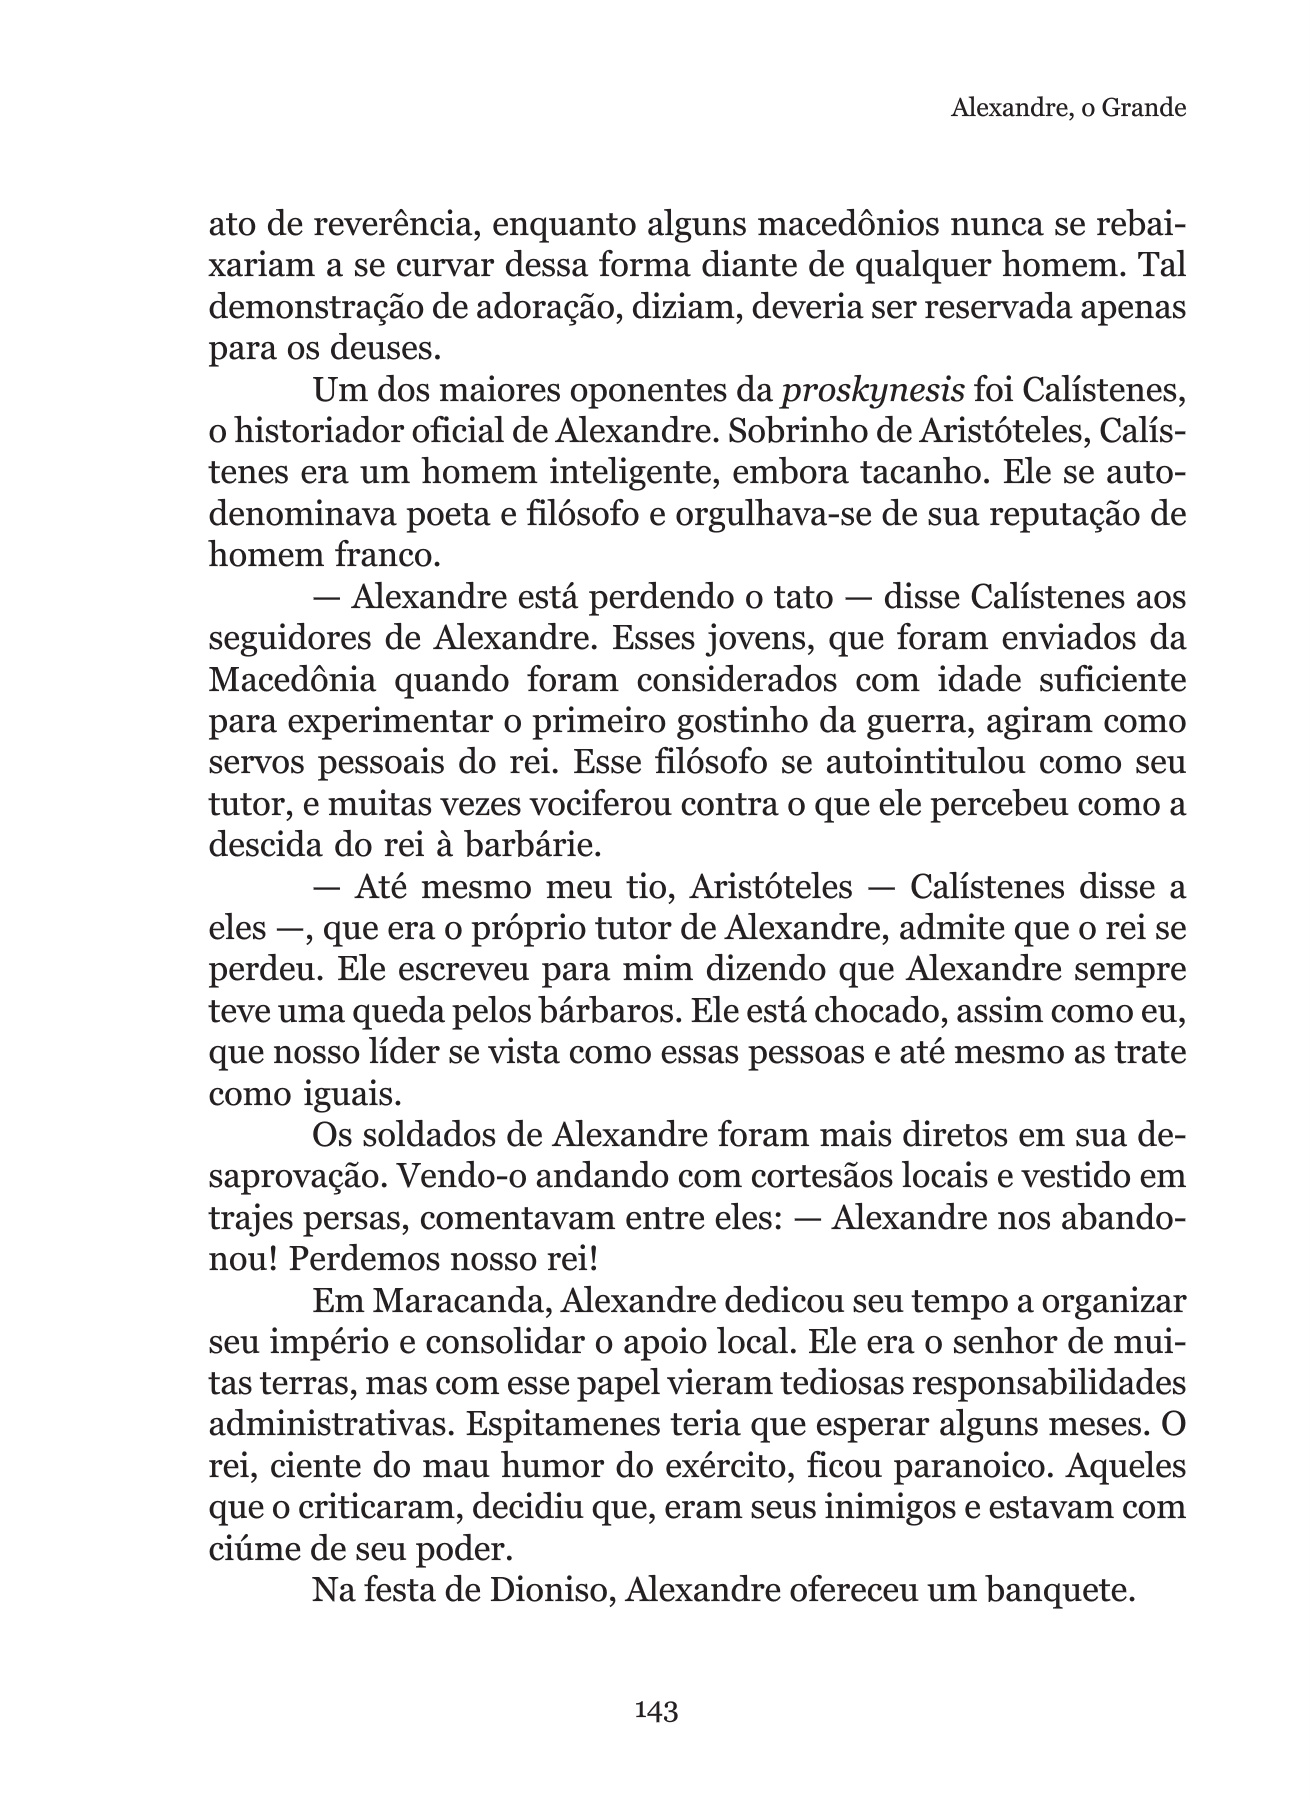 Alexandre, o Grande
ato de reverência, enquanto alguns macedônios nunca se rebai-
xariam a se curvar dessa forma diante de qualquer homem. Tal
demonstração de adoração, diziam, deveria ser reservada apenas
para os deuses.
Um dos maiores oponentes da proskynesis foi Calístenes,
o historiador oficial de Alexandre. Sobrinho de Aristóteles, Calís-
tenes era um homem inteligente, embora tacanho. Ele se auto-
denominava poeta e filósofo e orgulhava-se de sua reputação de
homem franco.
— Alexandre está perdendo o tato — disse Calístenes aos
seguidores de Alexandre. Esses jovens, que foram enviados da
Macedônia quando foram considerados com idade suficiente
para experimentar o primeiro gostinho da guerra, agiram como
servos pessoais do rei. Esse filósofo se autointitulou como seu
tutor, e muitas vezes vociferou contra o que ele percebeu como a
descida do rei à barbárie.
— Até mesmo meu tio, Aristóteles — Calístenes disse a
eles —, que era o próprio tutor de Alexandre, admite que o rei se
perdeu. Ele escreveu para mim dizendo que Alexandre sempre
teve uma queda pelos bárbaros. Ele está chocado, assim como eu,
que nosso líder se vista como essas pessoas e até mesmo as trate
como iguais.
Os soldados de Alexandre foram mais diretos em sua de-
saprovação. Vendo-o andando com cortesãos locais e vestido em
trajes persas, comentavam entre eles: — Alexandre nos abando-
nou! Perdemos nosso rei!
Em Maracanda, Alexandre dedicou seu tempo a organizar
seu império e consolidar o apoio local. Ele era o senhor de mui-
tas terras, mas com esse papel vieram tediosas responsabilidades
administrativas. Espitamenes teria que esperar alguns meses. O
rei, ciente do mau humor do exército, ficou paranoico. Aqueles
que o criticaram, decidiu que, eram seus inimigos e estavam com
ciúme de seu poder.
Na festa de Dioniso, Alexandre ofereceu um banquete.
143